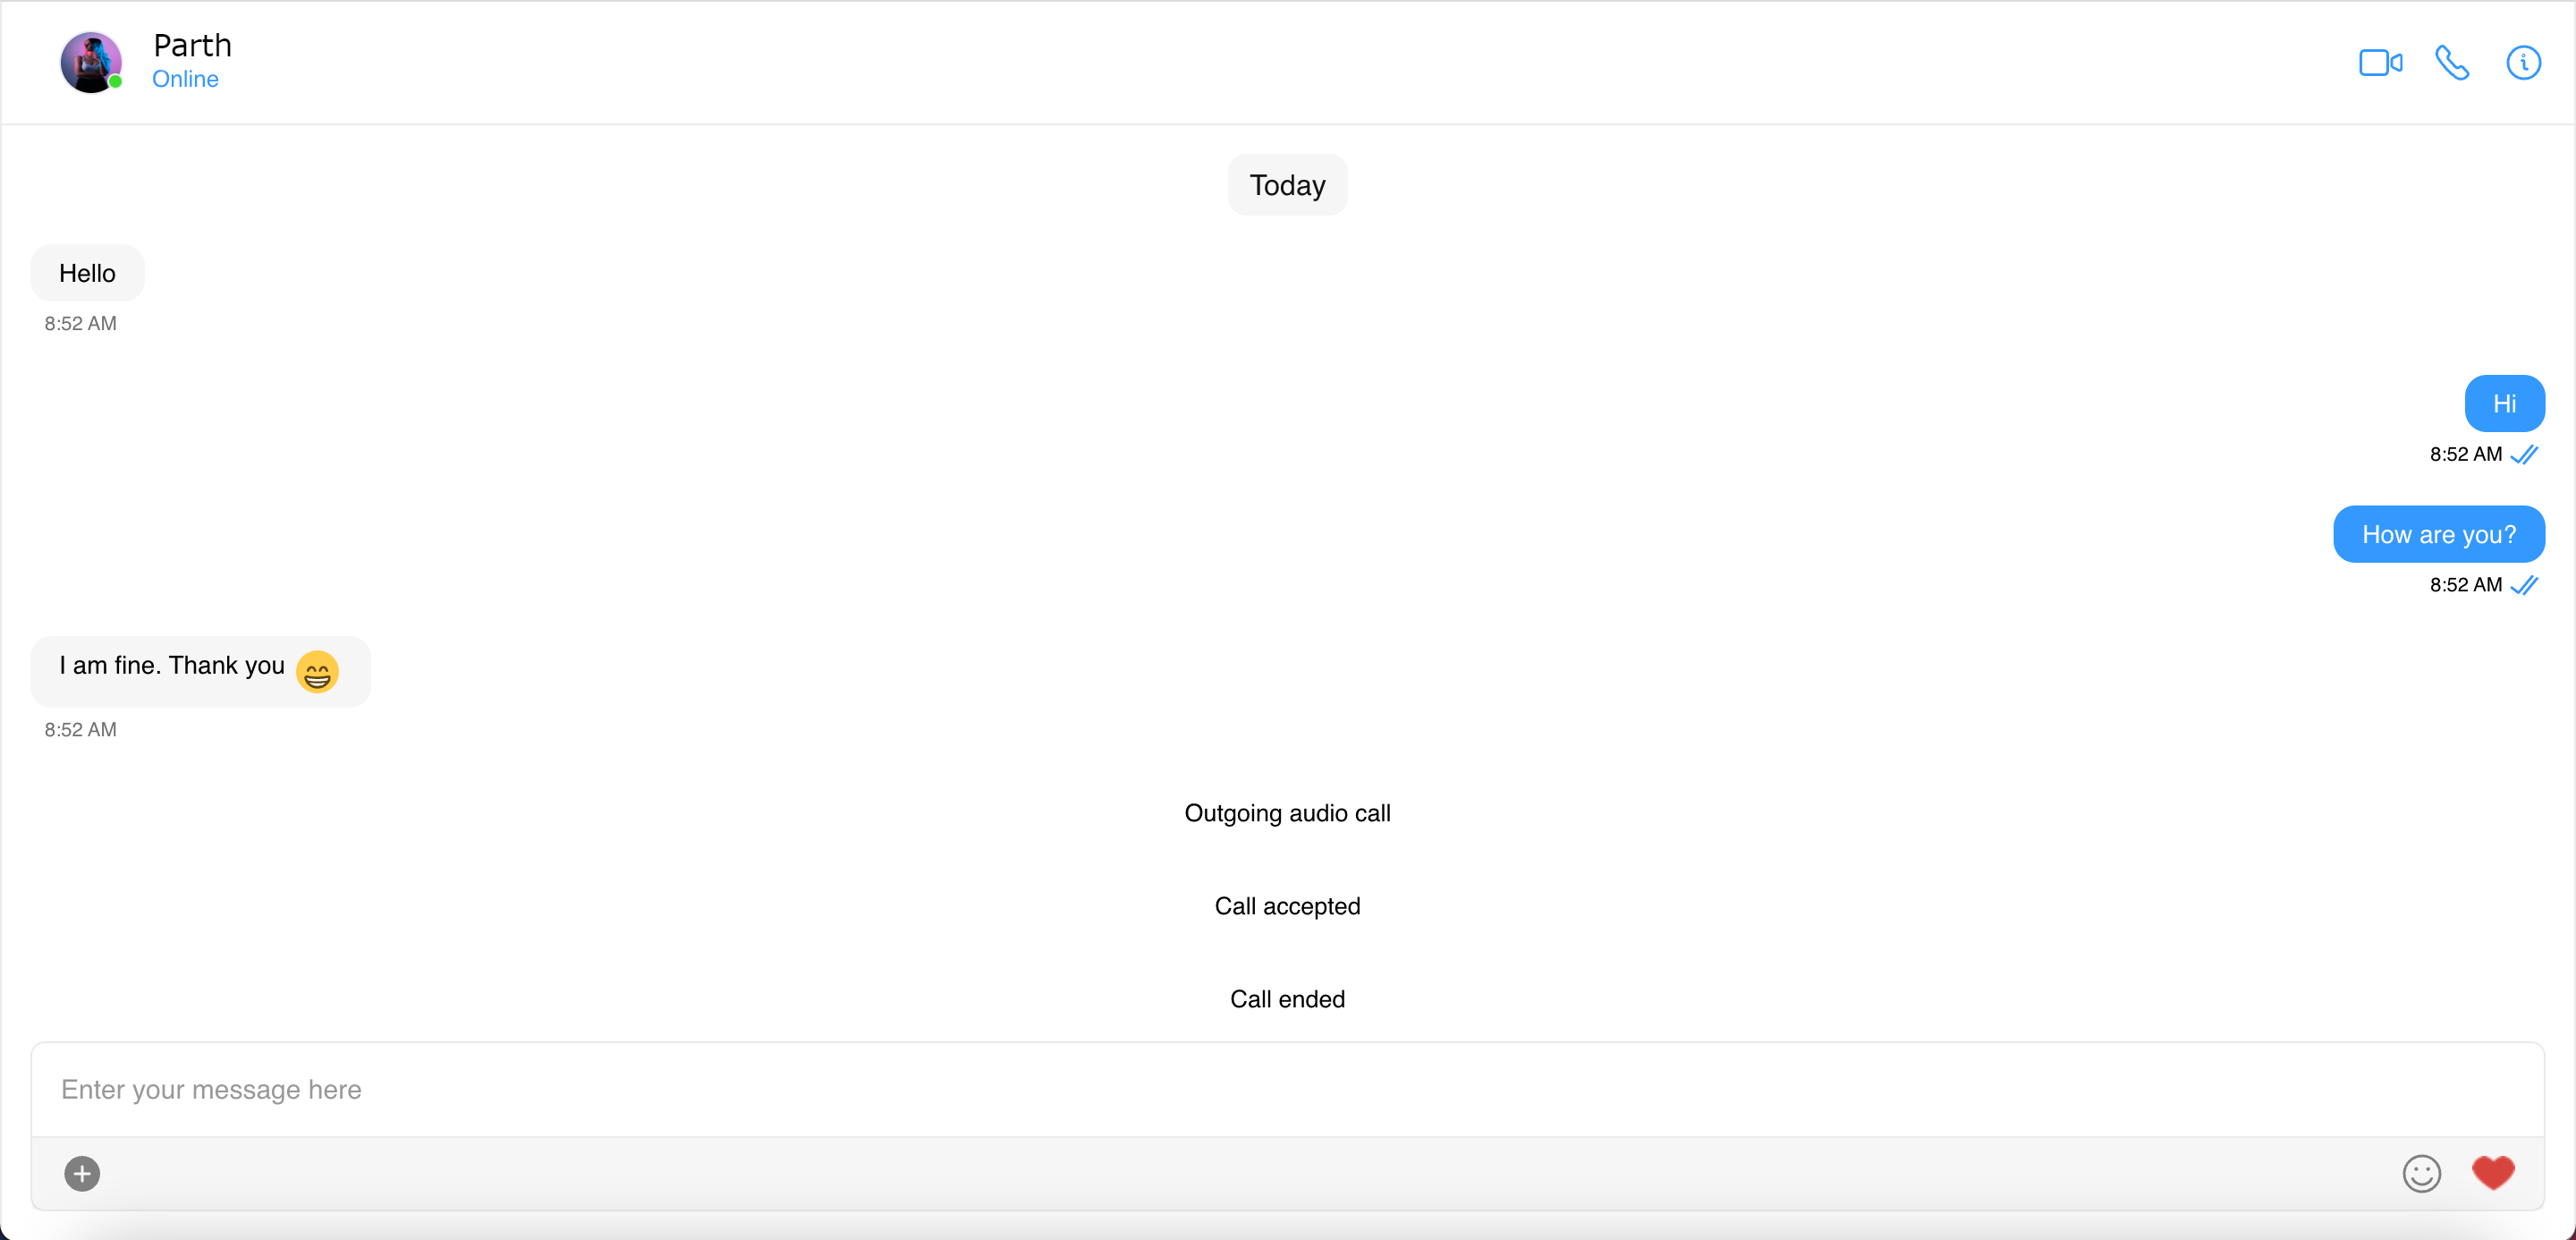 Parth
Online
Today
Hello
8:52 AM
Hi
8:52 AM
How are you?
8:52 AM
I am fine. Thank you 😁
8:52 AM
Outgoing audio call
Call accepted
Call ended
Enter your message here